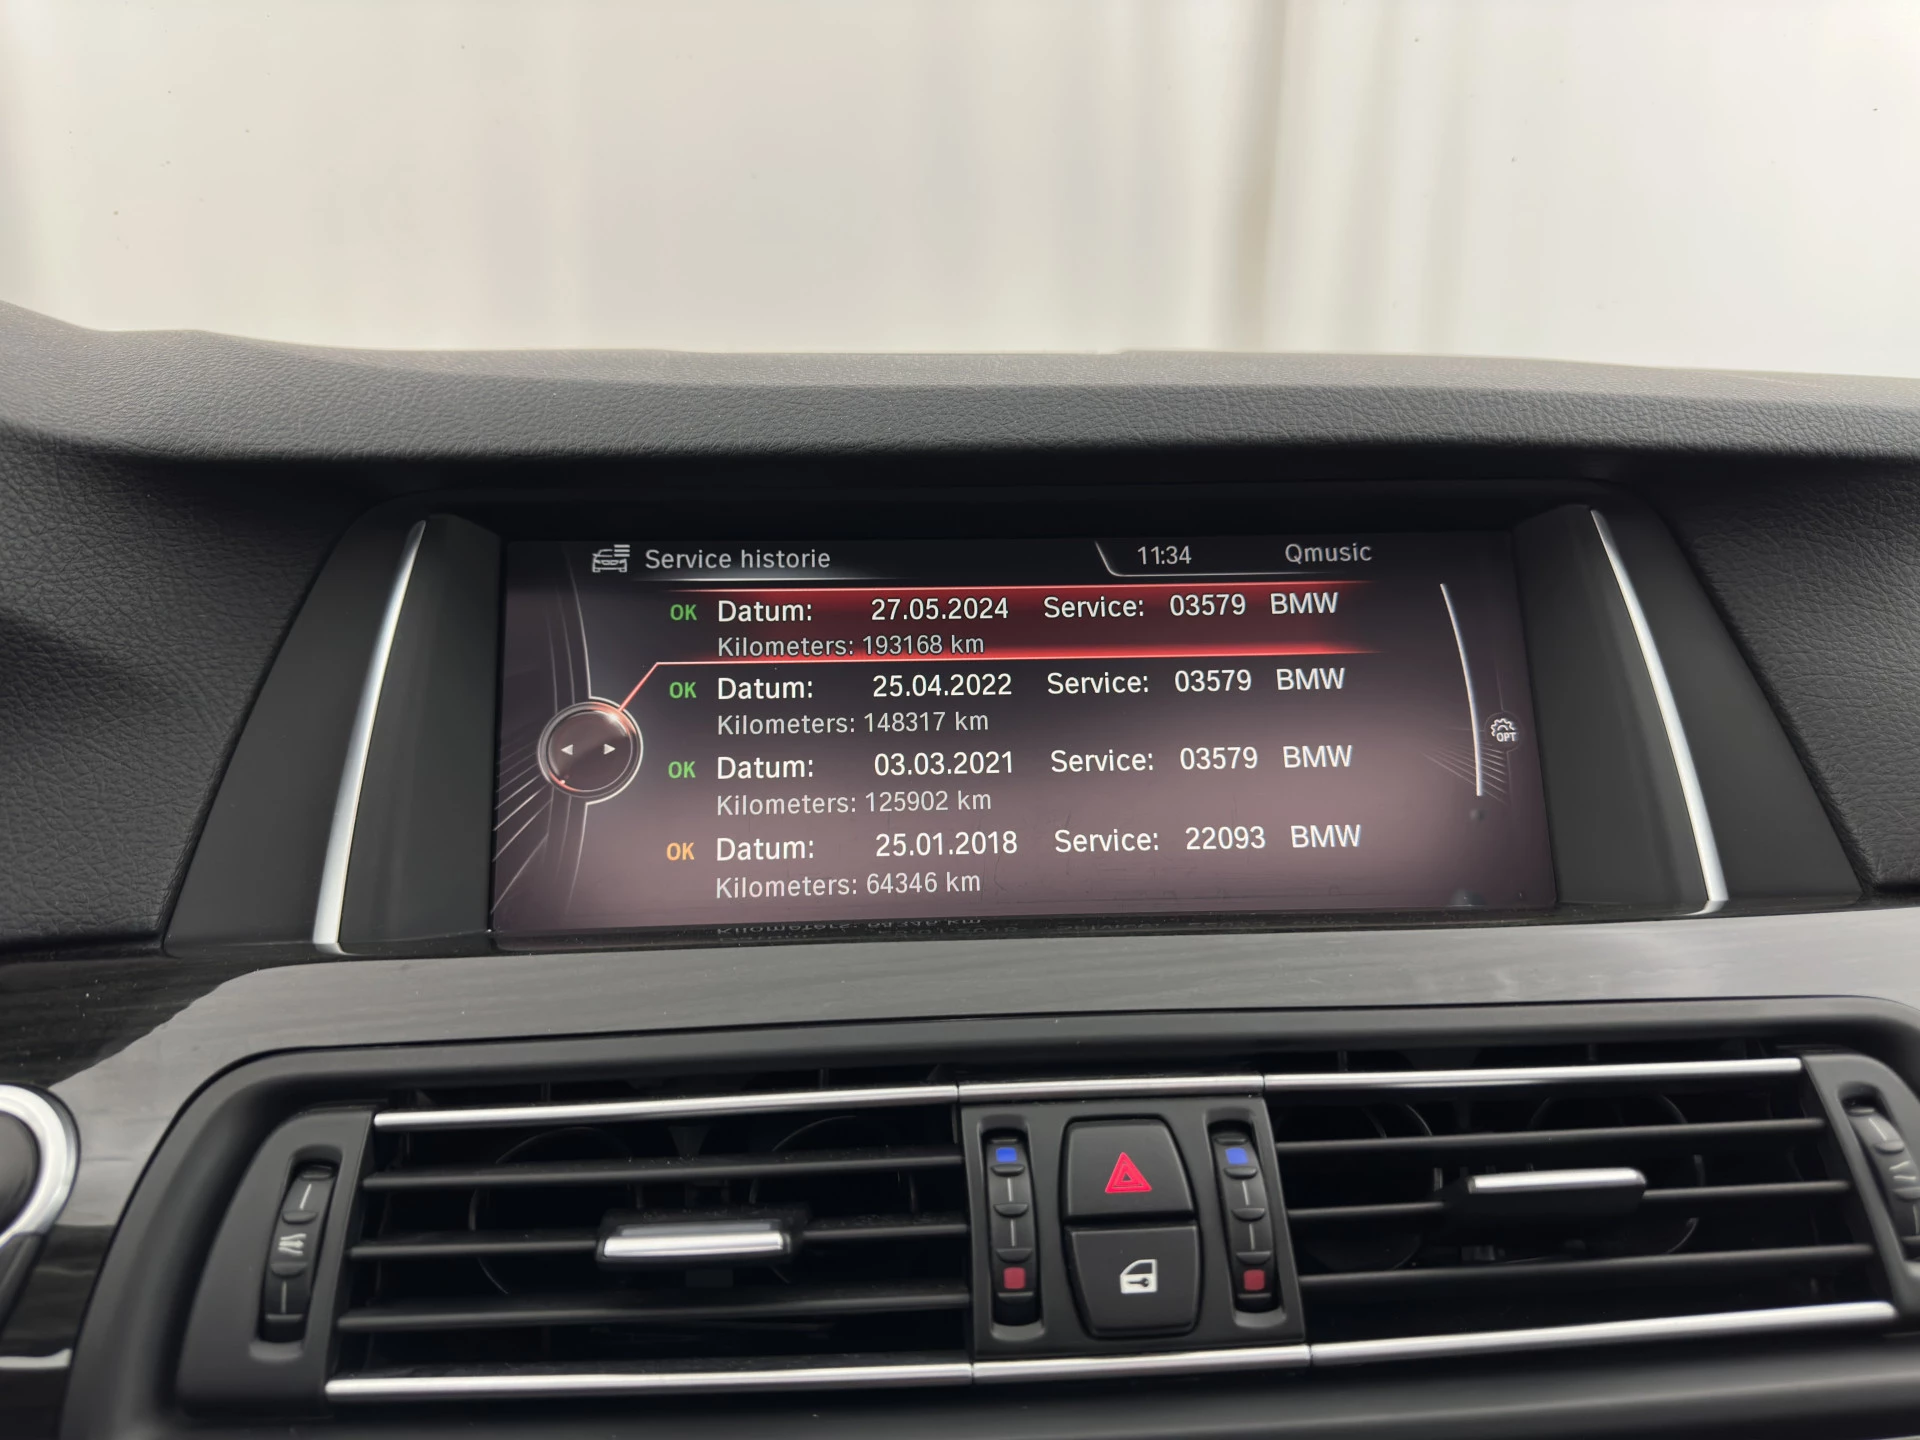 Service historie 11:34 Qmusic
OK Datum: 27.05.2024 Service: 03579 BMW
Kilometers: 193168 km
OK Datum: 25.04.2022 Service: 03579 BMW
Kilometers: 148317 km
OK Datum: 03.03.2021 Service: 03579 BMW
Kilometers: 125902 km
OK Datum: 25.01.2018 Service: 22093 BMW
Kilometers: 64346 km
OPT